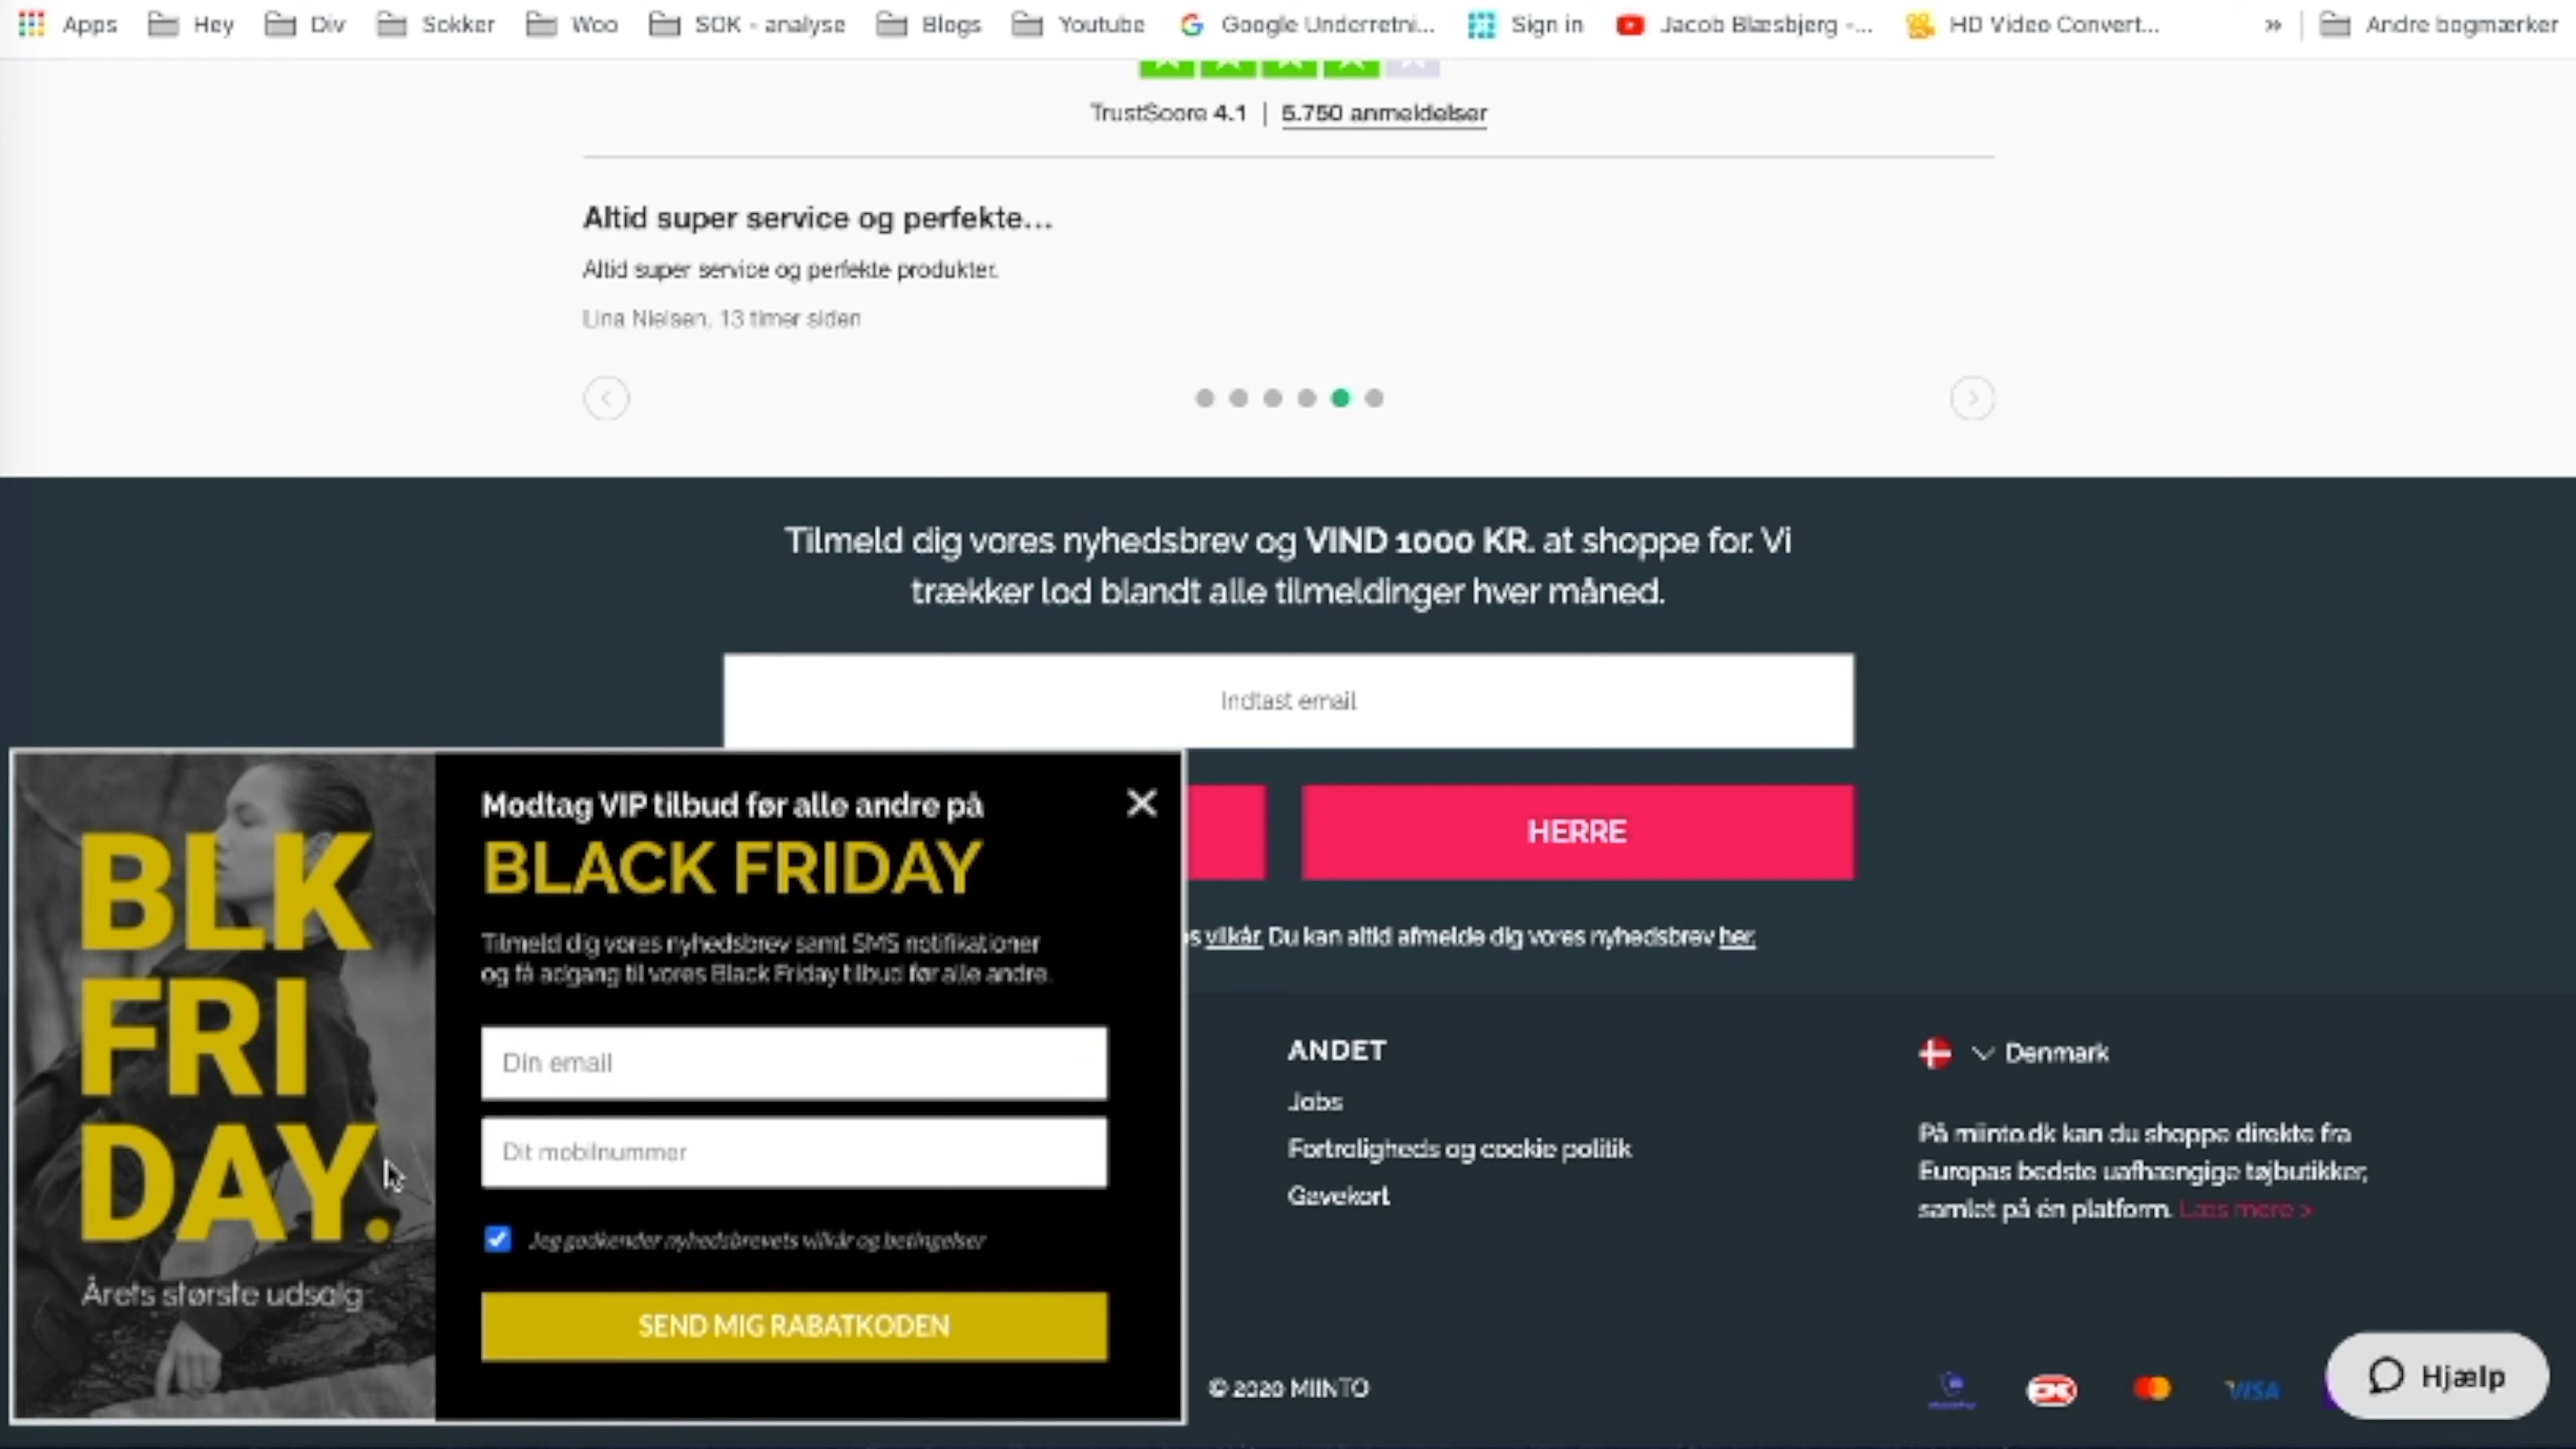 Apps Hey Div Sokker Woo SOK - analyse Blogs Youtube Google Underretni... Sign in Jacob Blæsbjerg -... HD Video Convert... » Andre bogmærker
TrustScore 4.1 | 5.750 anmeldelser
Altid super service og perfekte...
Altid super service og perfekte produkter.
Lina Nielsen, 13 timer siden
Tilmeld dig vores nyhedsbrev og VIND 1000 KR. at shoppe for. Vi
trækker lod blandt alle tilmeldinger hver måned.
Indtast email
HERRE
vilkår. Du kan altid afmelde dig vores nyhedsbrev her.
BLK
FRI
DAY.
Årets største udsalg
Modtag VIP tilbud før alle andre på
BLACK FRIDAY
Tilmeld dig vores nyhedsbrev samt SMS notifikationer
og få adgang til vores Black Friday tilbud før alle andre.
Din email
Dit mobilnummer
Jeg godkender nyhedsbrevets vilkår og betingelser
SEND MIG RABATKODEN
ANDET
Jobs
Fortroligheds og cookie politik
Gavekort
Denmark
På miinto.dk kan du shoppe direkte fra
Europas bedste uafhængige tøjbutikker,
samlet på én platform. Læs mere >
© 2020 MIINTO
VISA
Hjælp